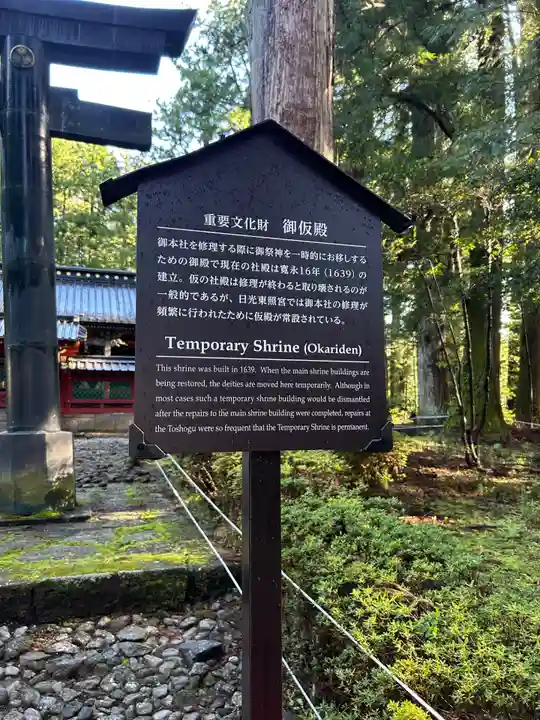 重要文化財 御仮殿
御本社を修理する際に御祭神を一時的にお移しする
ための御殿で現在の社殿は寛永16年（1639）の
建立。仮の社殿は修理が終わると取り壊されるのが
一般的であるが、日光東照宮では御本社の修理が
頻繁に行われたために仮殿が常設されている。
Temporary Shrine (Okariden)
This shrine was built in 1639. When the main shrine buildings are
being restored, the deities are moved here temporarily. Although in
most cases such a temporary shrine building would be dismantled
after the repairs to the main shrine building were completed, repairs at
the Toshogu were so frequent that the Temporary Shrine is permanent.